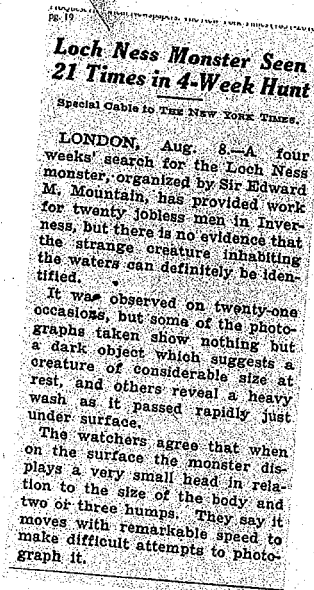 pg. 19
Loch Ness Monster Seen
21 Times in 4-Week Hunt
Special Cable to THE NEW YORK TIMES.
LONDON, Aug. 8.—A four
weeks' search for the Loch Ness
monster, organized by Sir Edward
M. Mountain, has provided work
for twenty jobless men in Inver-
ness, but there is no evidence that
the strange creature inhabiting
the waters can definitely be iden-
tified.
It was observed on twenty-one
occasions, but some of the photo-
graphs taken show nothing but
a dark object which suggests a
creature of considerable size at
rest, and others reveal a heavy
wash as it passed rapidly just
under surface.
The watchers agree that when
on the surface the monster dis-
plays a very small head in rela-
tion to the size of the body and
two or three humps. They say it
moves with remarkable speed to
make difficult attempts to photo-
graph it.